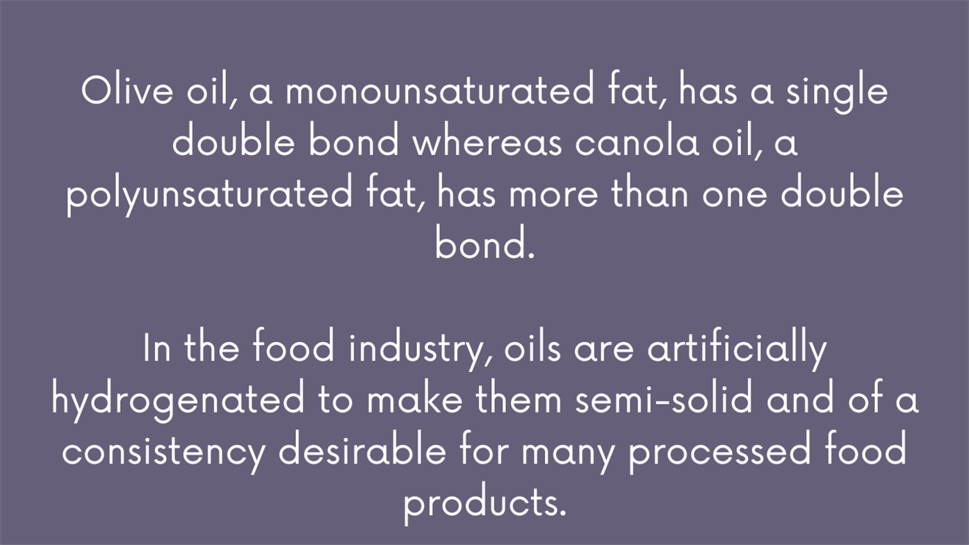 Olive oil, a monounsaturated fat, has a single
double bond whereas canola oil, a
polyunsaturated fat, has more than one double
bond.
In the food industry, oils are artificially
hydrogenated to make them semi-solid and of a
consistency desirable for many processed food
products.